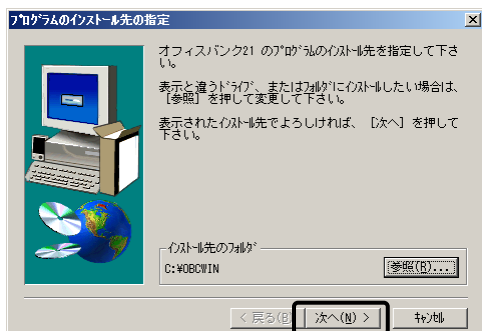 ﾌﾟﾛｸﾞﾗﾑのｲﾝｽﾄｰﾙ先の指定
オフィスバンク21 のﾌﾟﾛｸﾞﾗﾑのｲﾝｽﾄｰﾙ先を指定して下さ
い。
表示と違うﾄﾞﾗｲﾌﾞ、またはﾌｫﾙﾀﾞにｲﾝｽﾄｰﾙしたい場合は、
［参照］を押して変更して下さい。
表示されたｲﾝｽﾄｰﾙ先でよろしければ、［次へ］を押して
下さい。
ｲﾝｽﾄｰﾙ先のﾌｫﾙﾀﾞ
C:¥OBCWIN
参照(R)...
< 戻る(B)
次へ(N) >
ｷｬﾝｾﾙ